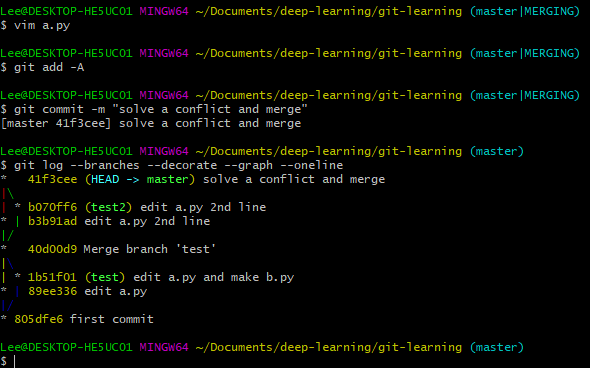 Lee@DESKTOP-HE5UCO1 MINGW64 ~/Documents/deep-learning/git-learning (master|MERGING)
$ vim a.py
Lee@DESKTOP-HE5UCO1 MINGW64 ~/Documents/deep-learning/git-learning (master|MERGING)
$ git add -A
Lee@DESKTOP-HE5UCO1 MINGW64 ~/Documents/deep-learning/git-learning (master|MERGING)
$ git commit -m "solve a conflict and merge"
[master 41f3cee] solve a conflict and merge
Lee@DESKTOP-HE5UCO1 MINGW64 ~/Documents/deep-learning/git-learning (master)
$ git log --branches --decorate --graph --oneline
*   41f3cee (HEAD -> master) solve a conflict and merge
|\
| * b070ff6 (test2) edit a.py 2nd line
* | b3b91ad edit a.py 2nd line
|/
*   40d00d9 Merge branch 'test'
|\
| * 1b51f01 (test) edit a.py and make b.py
* | 89ee336 edit a.py
|/
* 805dfe6 first commit
Lee@DESKTOP-HE5UCO1 MINGW64 ~/Documents/deep-learning/git-learning (master)
$